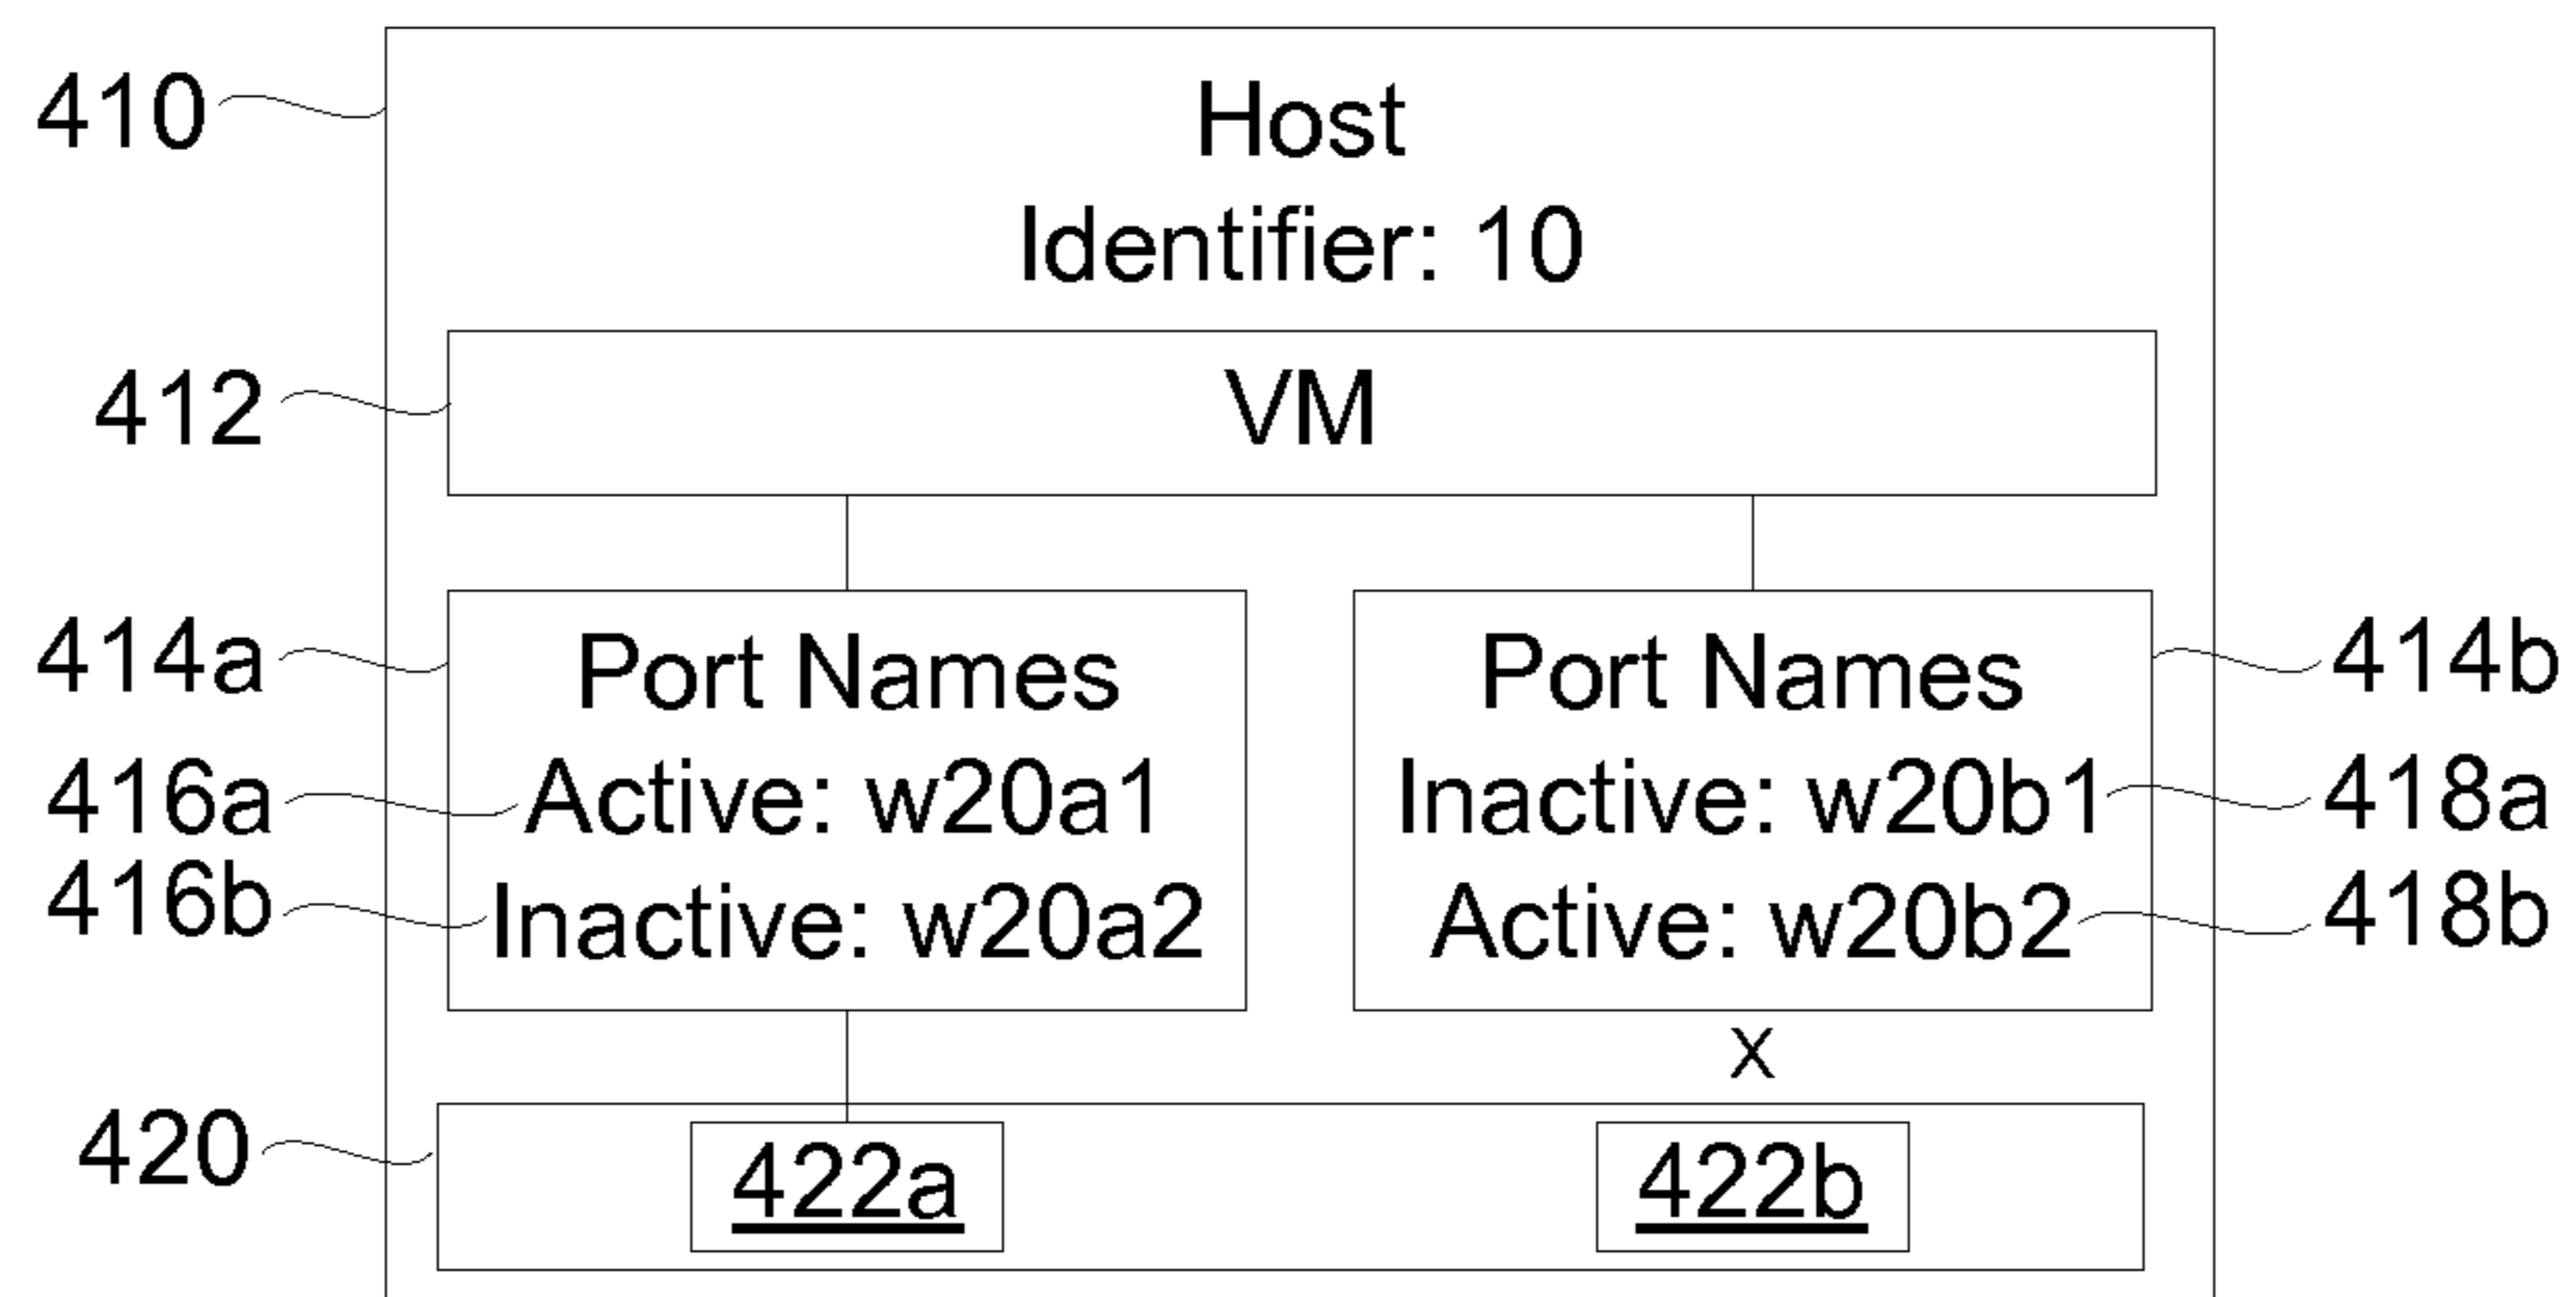 410
Host
Identifier: 10
412
VM
414a
Port Names
Port Names
414b
416a
Active: w20a1
Inactive: w20b1
418a
416b
Inactive: w20a2
Active: w20b2
418b
X
420
422a
422b